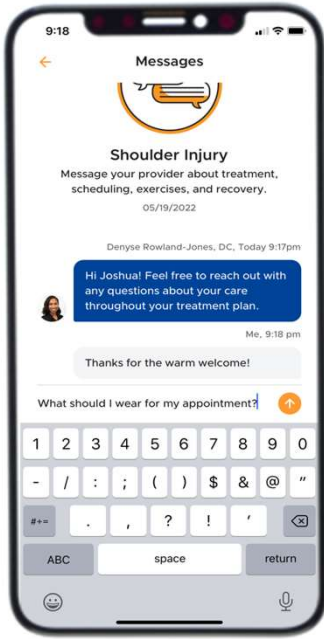 9:18
Messages
Shoulder Injury
Message your provider about treatment,
scheduling, exercises, and recovery.
05/19/2022
Denyse Rowland-Jones, DC, Today 9:17pm
Hi Joshua! Feel free to reach out with
any questions about your care
throughout your treatment plan.
Me, 9:18 pm
Thanks for the warm welcome!
What should I wear for my appointment?
1 2 3 4 5 6 7 8 9 0
- / : ; ( ) $ & @ "
#+= . , ? ! '
ABC space return